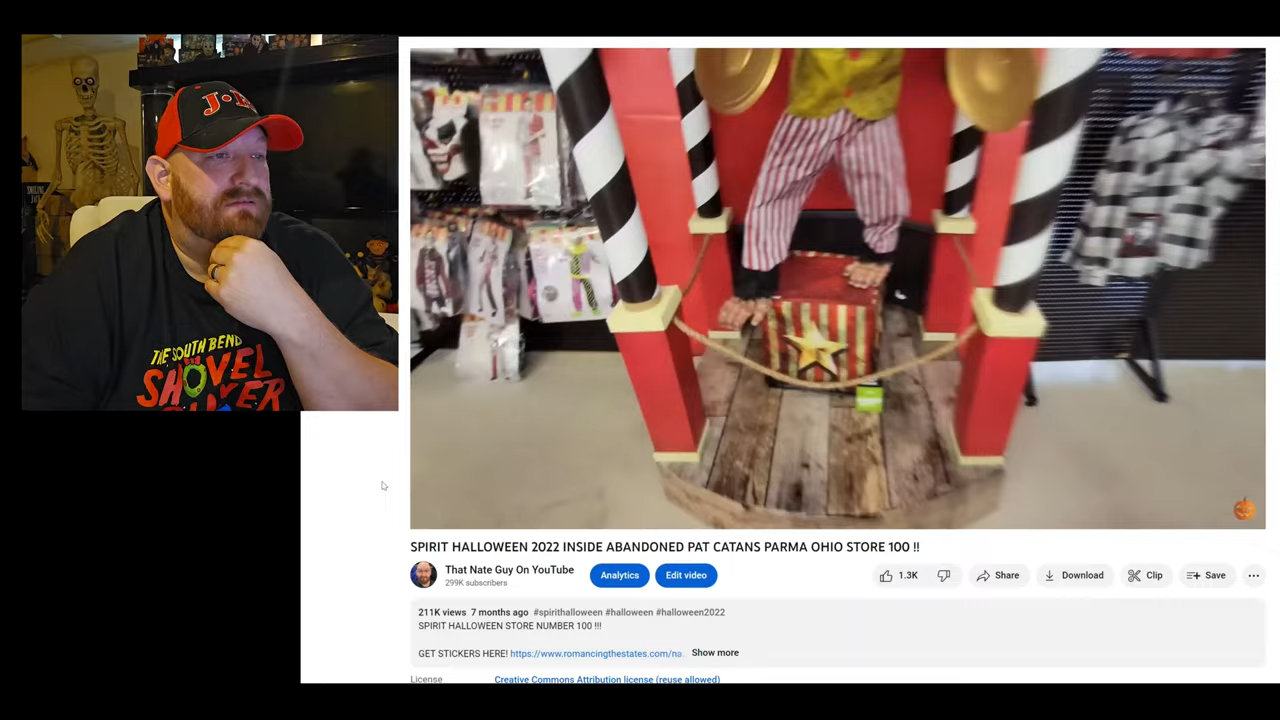 THE SOUTH BEND
SPIRIT HALLOWEEN 2022 INSIDE ABANDONED PAT CATANS PARMA OHIO STORE 100 !!
That Nate Guy On YouTube
299K subscribers
Analytics
Edit video
1.3K
Share
Download
Clip
Save
211K views 7 months ago #spirithalloween #halloween #halloween2022
SPIRIT HALLOWEEN STORE NUMBER 100 !!!
GET STICKERS HERE! https://www.romancingthestates.com/na... Show more
License
Creative Commons Attribution license (reuse allowed)